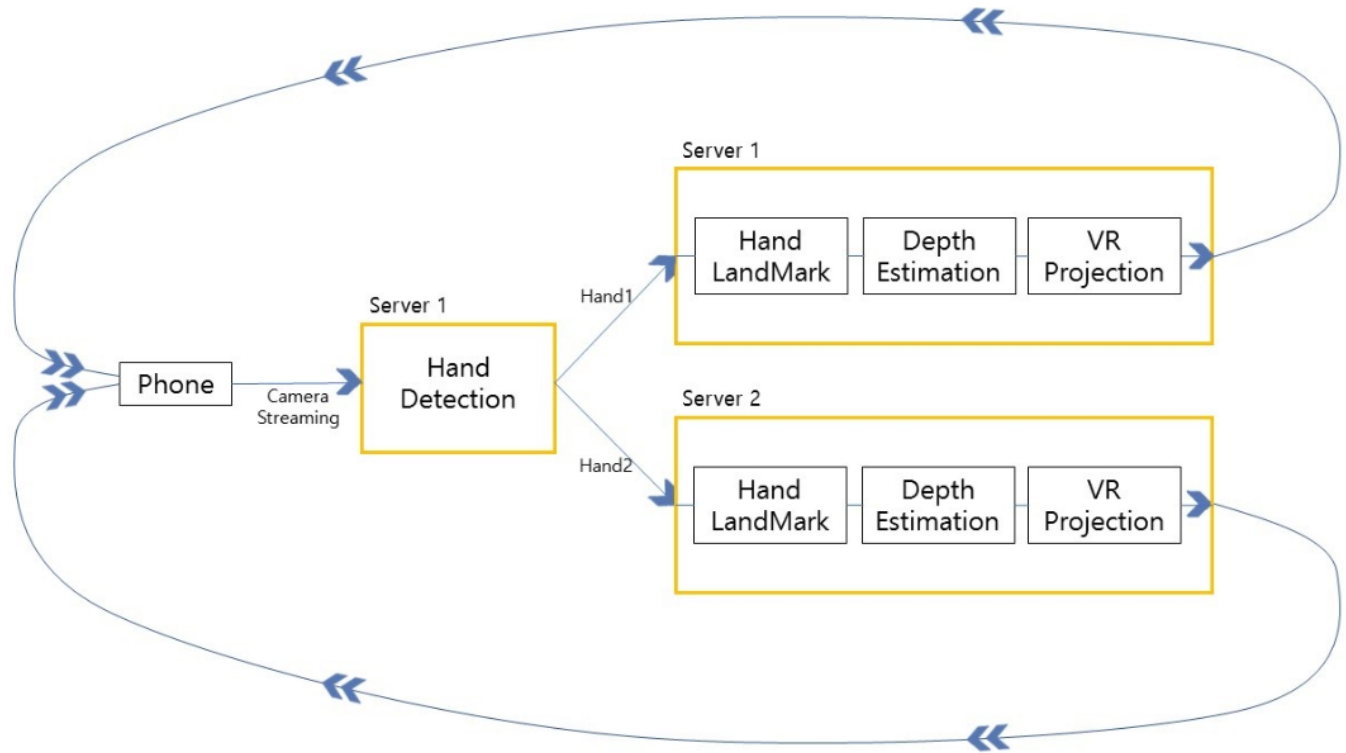 Server 1
Hand
LandMark
Depth
Estimation
VR
Projection
Hand1
Server 1
Hand
Detection
Phone
Camera
Streaming
Server 2
Hand2
Hand
LandMark
Depth
Estimation
VR
Projection